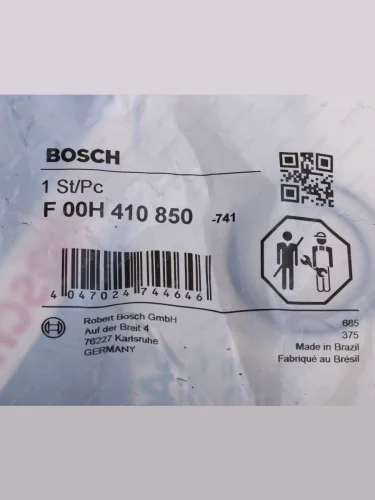 BOSCH
1 St/Pc
F 00H 410 850 -741
4 047024 744646
Robert Bosch GmbH
Auf der Breit 4
76227 Karlsruhe
GERMANY
685
375
Made in Brazil
Fabriqué au Brésil